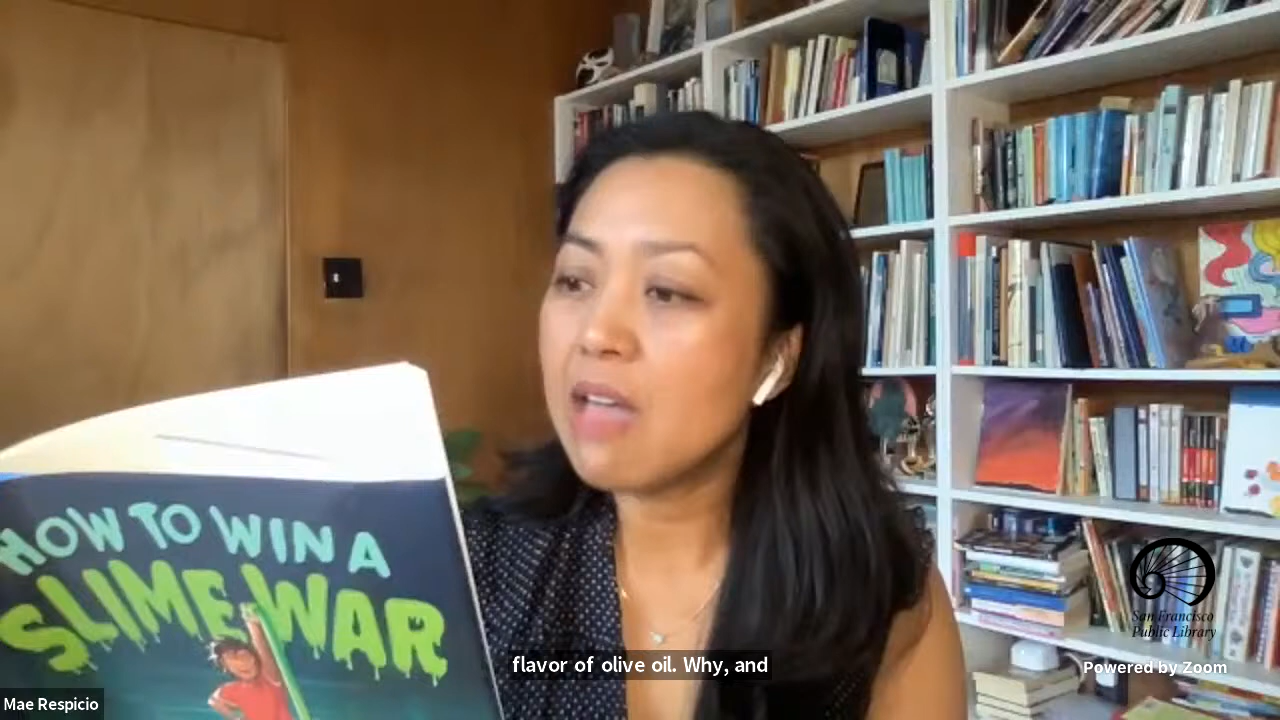 HOW TO WIN A
SLIME WAR
flavor of olive oil. Why, and
San Francisco
Public Library
Powered by Zoom
Mae Respicio